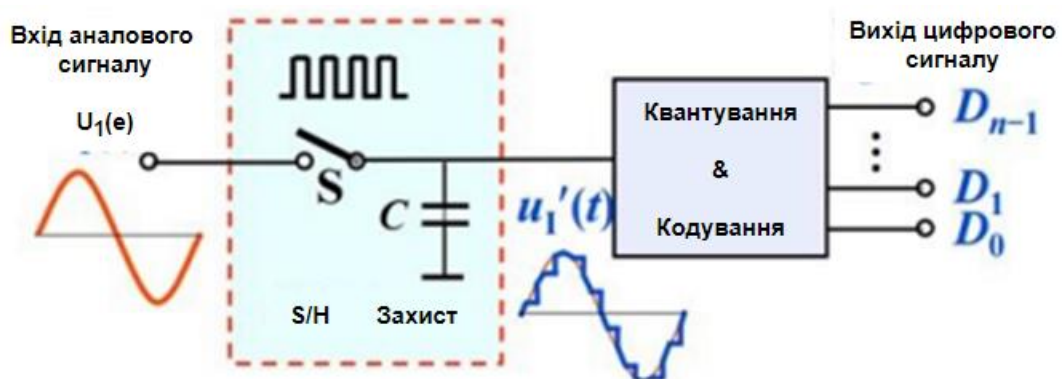 Вхід аналового
сигналу
U₁(e)
S
C
S/H Захист
u₁'(t)
Квантування
&
Кодування
Вихід цифрового
сигналу
Dₙ₋₁
⋮
D₁
D₀